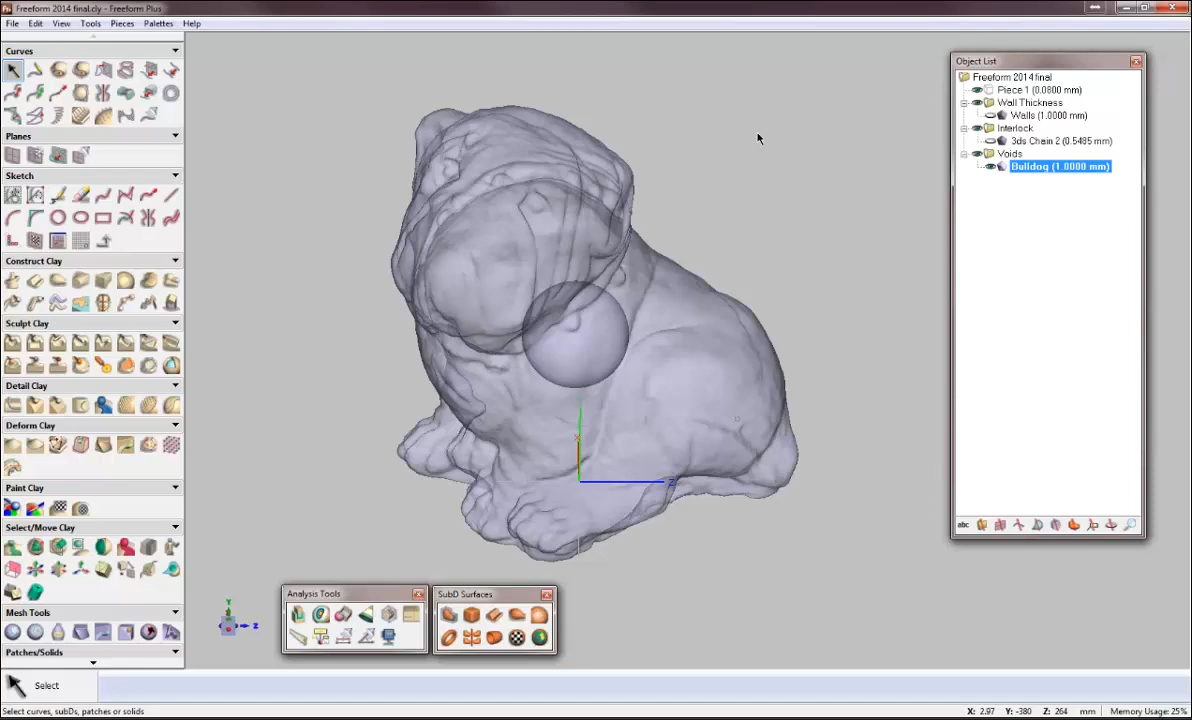 Freeform 2014 final.cly - Freeform Plus
File Edit View Tools Pieces Palettes Help
Curves
Planes
Sketch
Construct Clay
Sculpt Clay
Detail Clay
Deform Clay
Paint Clay
Select/Move Clay
Mesh Tools
Patches/Solids
Object List
Freeform 2014 final
Piece 1 (0.0800 mm)
Wall Thickness
Walls (1.0000 mm)
Interlock
3ds Chain 2 (0.5485 mm)
Voids
Bulldog (1.0000 mm)
abc
X
Z
Y
Z
Analysis Tools
SubD Surfaces
Select
Select curves, subDs, patches or solids
X: 2.97 Y: -380 Z: 264 mm Memory Usage: 25%